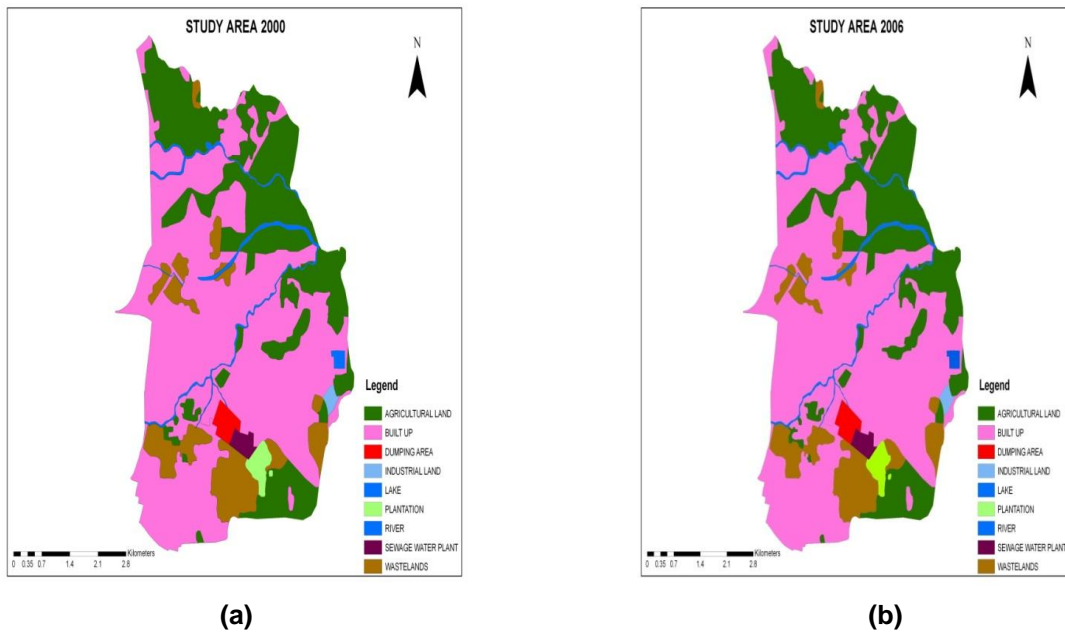 STUDY AREA 2000
N
Legend
AGRICULTURAL LAND
BUILT UP
DUMPING AREA
INDUSTRIAL LAND
LAKE
PLANTATION
RIVER
SEWAGE WATER PLANT
WASTELANDS
Kilometers
0 0.35 0.7 1.4 2.1 2.8
(a)
STUDY AREA 2006
N
Legend
AGRICULTURAL LAND
BUILT UP
DUMPING AREA
INDUSTRIAL LAND
LAKE
PLANTATION
RIVER
SEWAGE WATER PLANT
WASTELANDS
Kilometers
0 0.35 0.7 1.4 2.1 2.8
(b)